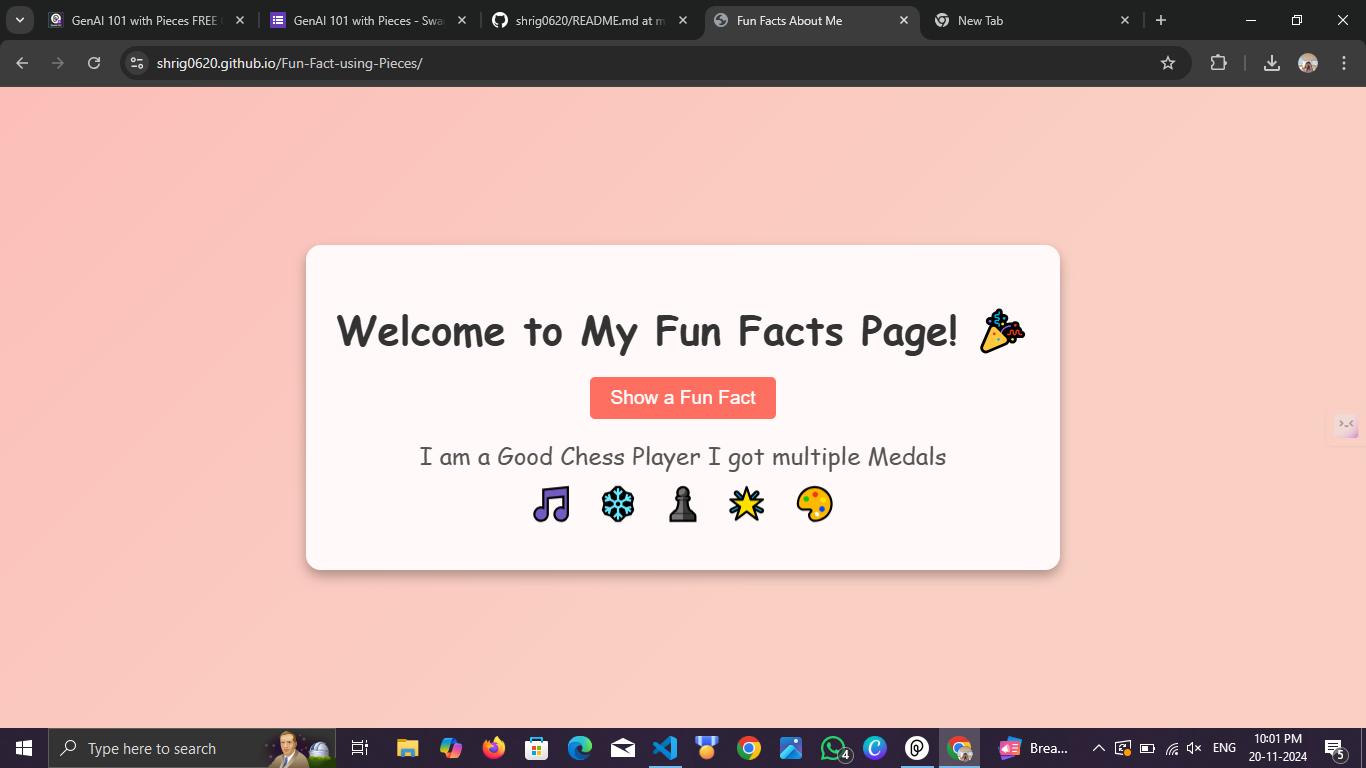 GenAI 101 with Pieces FREE
GenAI 101 with Pieces - Swa
shrig0620/README.md at m
Fun Facts About Me
New Tab
shrig0620.github.io/Fun-Fact-using-Pieces/
Welcome to My Fun Facts Page!
Show a Fun Fact
I am a Good Chess Player I got multiple Medals
Type here to search
4
Brea...
ENG
10:01 PM
20-11-2024
5